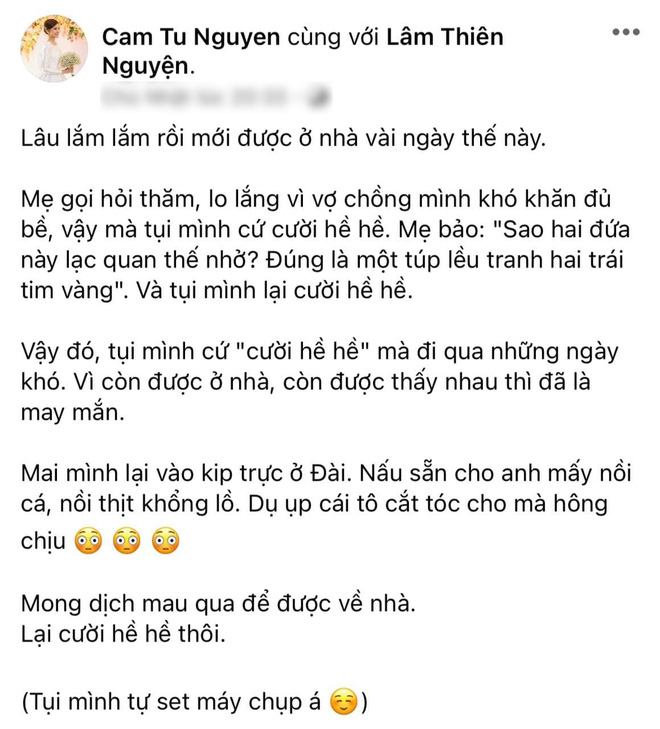 Cam Tu Nguyen cùng với Lâm Thiên
Nguyện.
Lâu lắm lắm rồi mới được ở nhà vài ngày thế này.
Mẹ gọi hỏi thăm, lo lắng vì vợ chồng mình khó khăn đủ
bề, vậy mà tụi mình cứ cười hề hề. Mẹ bảo: "Sao hai đứa
này lạc quan thế nhở? Đúng là một túp lều tranh hai trái
tim vàng". Và tụi mình lại cười hề hề.
Vậy đó, tụi mình cứ "cười hề hề" mà đi qua những ngày
khó. Vì còn được ở nhà, còn được thấy nhau thì đã là
may mắn.
Mai mình lại vào kip trực ở Đài. Nấu sẵn cho anh mấy nồi
cá, nồi thịt khổng lồ. Dụ up cái tô cắt tóc cho mà hông
chịu 😳 😳 😳
Mong dịch mau qua để được về nhà.
Lại cười hề hề thôi.
(Tụi mình tự set máy chụp á ☺️)